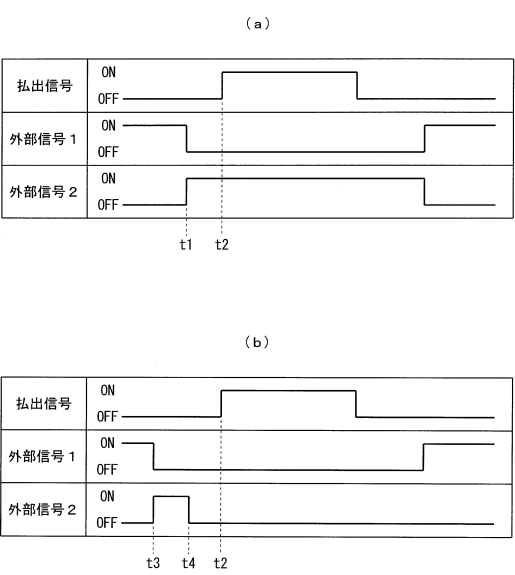 (a)
払出信号 ON
OFF
外部信号1 ON
OFF
外部信号2 ON
OFF
t1 t2
(b)
払出信号 ON
OFF
外部信号1 ON
OFF
外部信号2 ON
OFF
t3 t4 t2